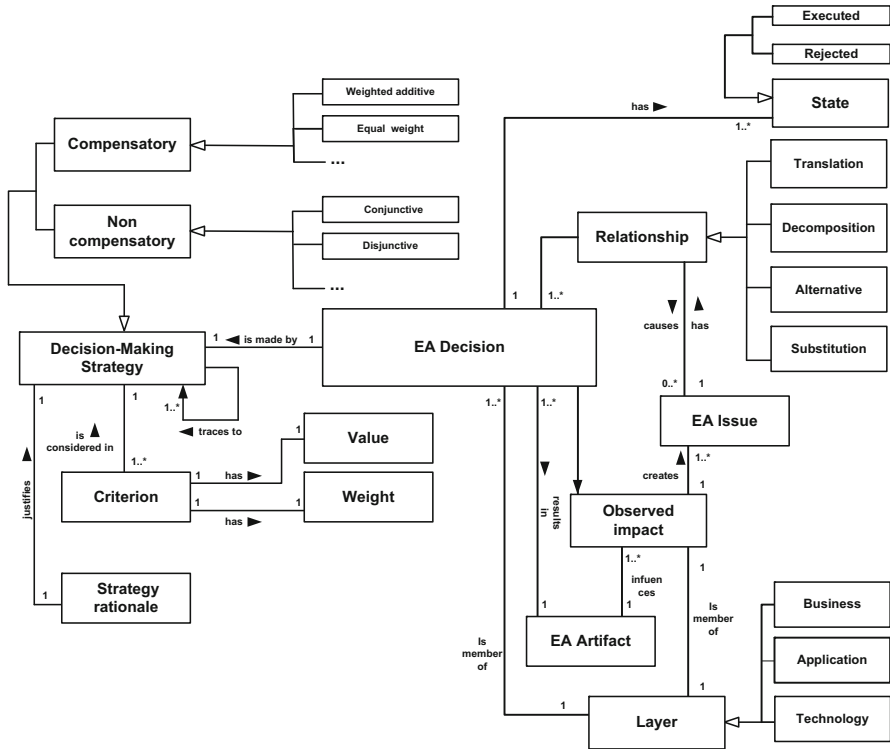 Executed
Rejected
State
has ►
1..*
Weighted additive
Equal weight
...
Compensatory
Non
compensatory
Conjunctive
Disjunctive
...
Translation
Decomposition
Alternative
Substitution
Relationship
1
1..*
▼
causes
▲
has
0..*
1
Decision-Making
Strategy
1
◄ is made by
1
EA Decision
1..*
◄ traces to
1
1
is
considered in
▲
1..*
1..*
1..*
EA Issue
1..*
creates
▲
1
Value
1
has ►
1
Criterion
Weight
1
has ►
1
justifies
▲
▼
results
in
Observed
impact
1..*
infuen
ces
1
1
1
Strategy
rationale
1
EA Artifact
Is
member
of
Is
member
of
1
1
Layer
Business
Application
Technology